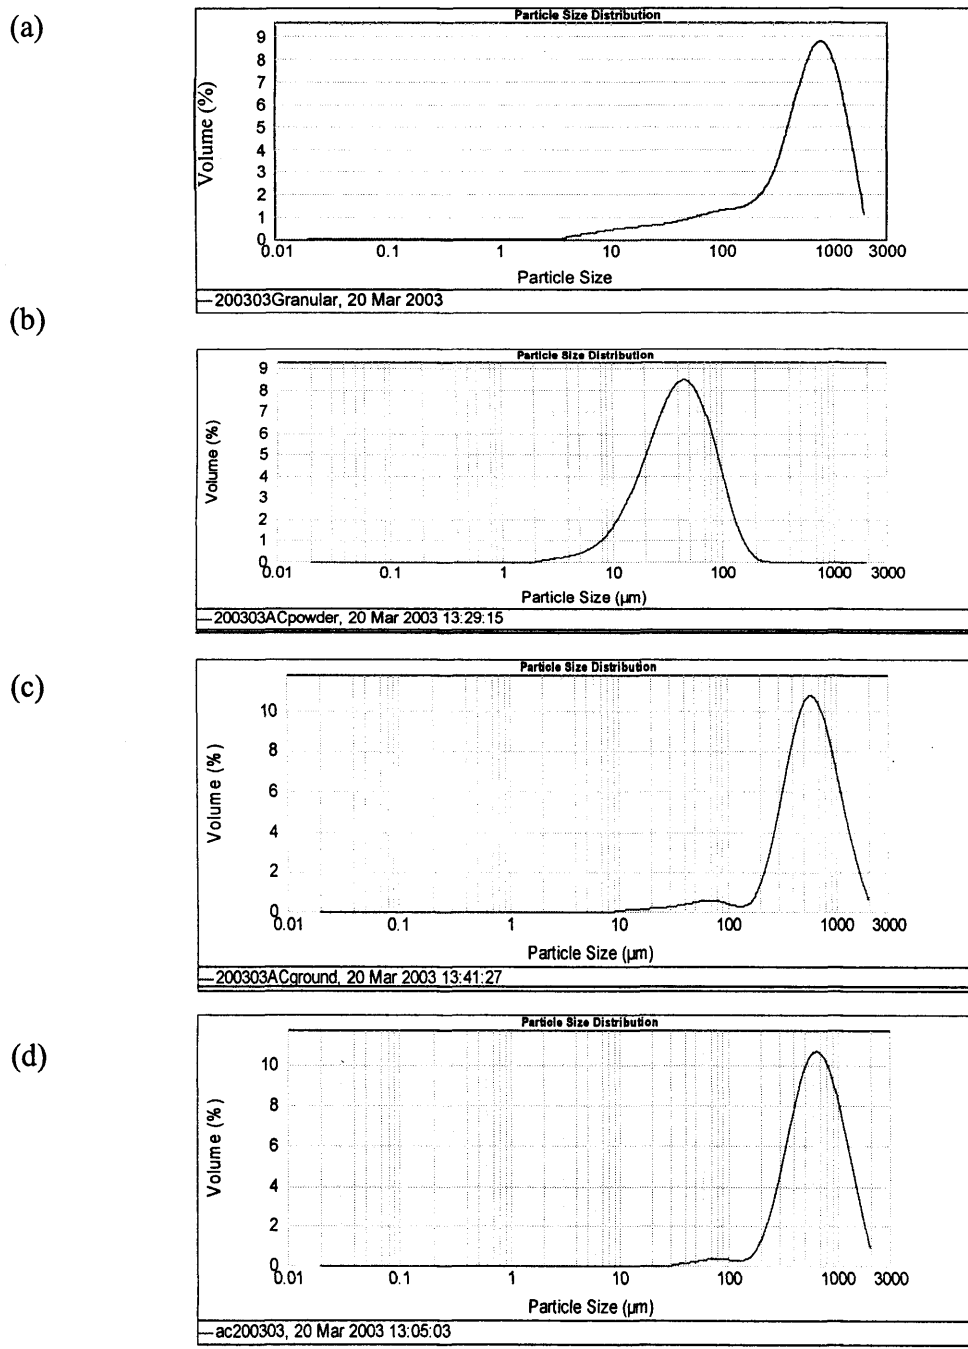 (a)
Particle Size Distribution
Volume (%)
9
8
7
6
5
4
3
2
1
0
0.01 0.1 1 10 100 1000 3000
Particle Size
—200303Granular, 20 Mar 2003
(b)
Particle Size Distribution
Volume (%)
9
8
7
6
5
4
3
2
1
0
0.01 0.1 1 10 100 1000 3000
Particle Size (µm)
—200303ACpowder, 20 Mar 2003 13:29:15
(c)
Particle Size Distribution
Volume (%)
10
8
6
4
2
0
0.01 0.1 1 10 100 1000 3000
Particle Size (µm)
—200303ACground, 20 Mar 2003 13:41:27
(d)
Particle Size Distribution
Volume (%)
10
8
6
4
2
0
0.01 0.1 1 10 100 1000 3000
Particle Size (µm)
—ac200303, 20 Mar 2003 13:05:03